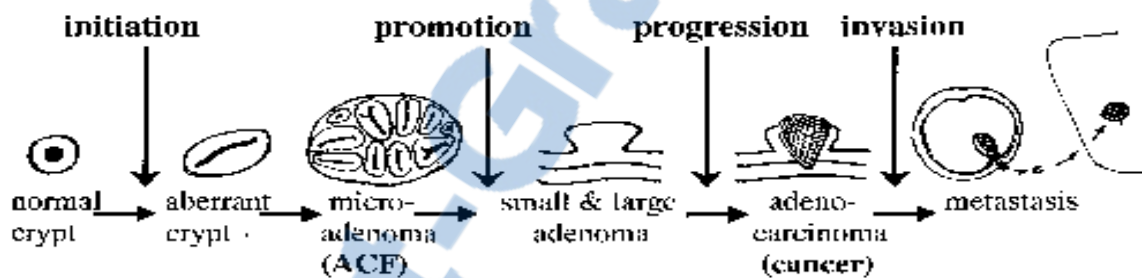 initiation promotion progression invasion
normal aberrant micro- small & large adeno- metastasis
crypt crypt adenoma adenoma carcinoma
(ACF) (cancer)